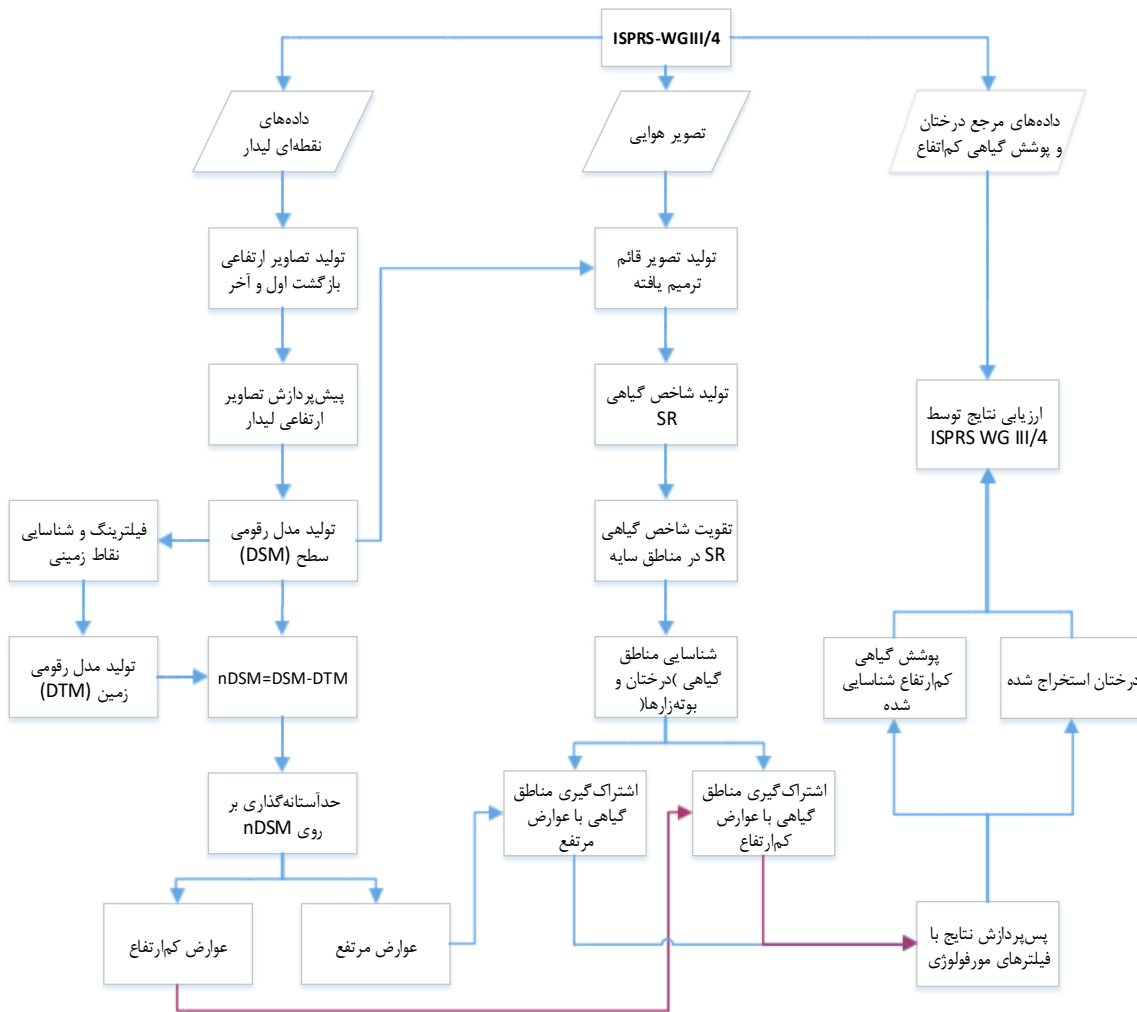 ISPRS-WGIII/4
داده‌های
نقطه‌ای لیدار
تصویر هوایی
داده‌های مرجع درختان
و پوشش گیاهی کم‌اتفاع
تولید تصاویر ارتفاعی
بازگشت اول و آخر
تولید تصویر قائم
ترمیم یافته
پیش‌پردازش تصاویر
ارتفاعی لیدار
تولید شاخص گیاهی
SR
ارزیابی نتایج توسط
ISPRS WG III/4
فیلترینگ و شناسایی
نقاط زمینی
تولید مدل رقومی
سطح (DSM)
تقویت شاخص گیاهی
SR در مناطق سایه
تولید مدل رقومی
زمین (DTM)
nDSM=DSM-DTM
شناسایی مناطق
گیاهی )درختان و
بوته‌زارها(
پوشش گیاهی
کم‌ارتفاع شناسایی
شده
درختان استخراج شده
حدآستانه‌گذاری بر
روی nDSM
اشتراک‌گیری مناطق
گیاهی با عوارض
مرتفع
اشتراک‌گیری مناطق
گیاهی با عوارض
کم‌ارتفاع
عوارض کم‌ارتفاع
عوارض مرتفع
پس‌پردازش نتایج با
فیلترهای مورفولوژی